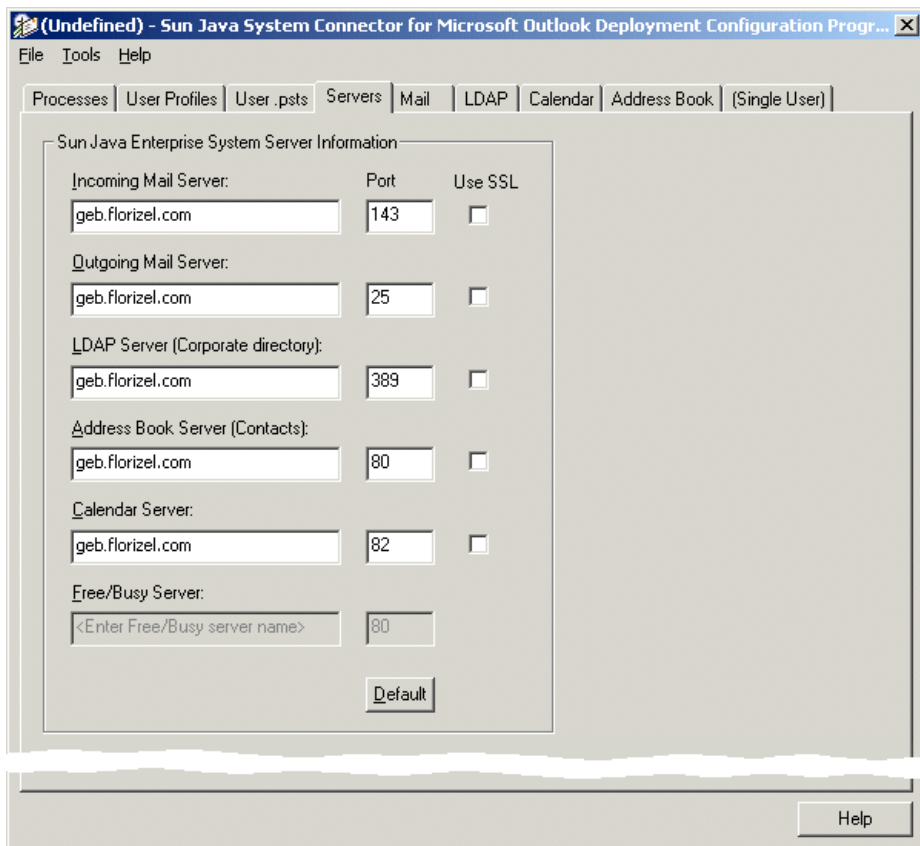 (Undefined) - Sun Java System Connector for Microsoft Outlook Deployment Configuration Progr...
File Tools Help
Processes User Profiles User .psts Servers Mail LDAP Calendar Address Book (Single User)
Sun Java Enterprise System Server Information
Incoming Mail Server: Port Use SSL
geb.florizel.com 143
Outgoing Mail Server:
geb.florizel.com 25
LDAP Server (Corporate directory):
geb.florizel.com 389
Address Book Server (Contacts):
geb.florizel.com 80
Calendar Server:
geb.florizel.com 82
Free/Busy Server:
<Enter Free/Busy server name> 80
Default
Help